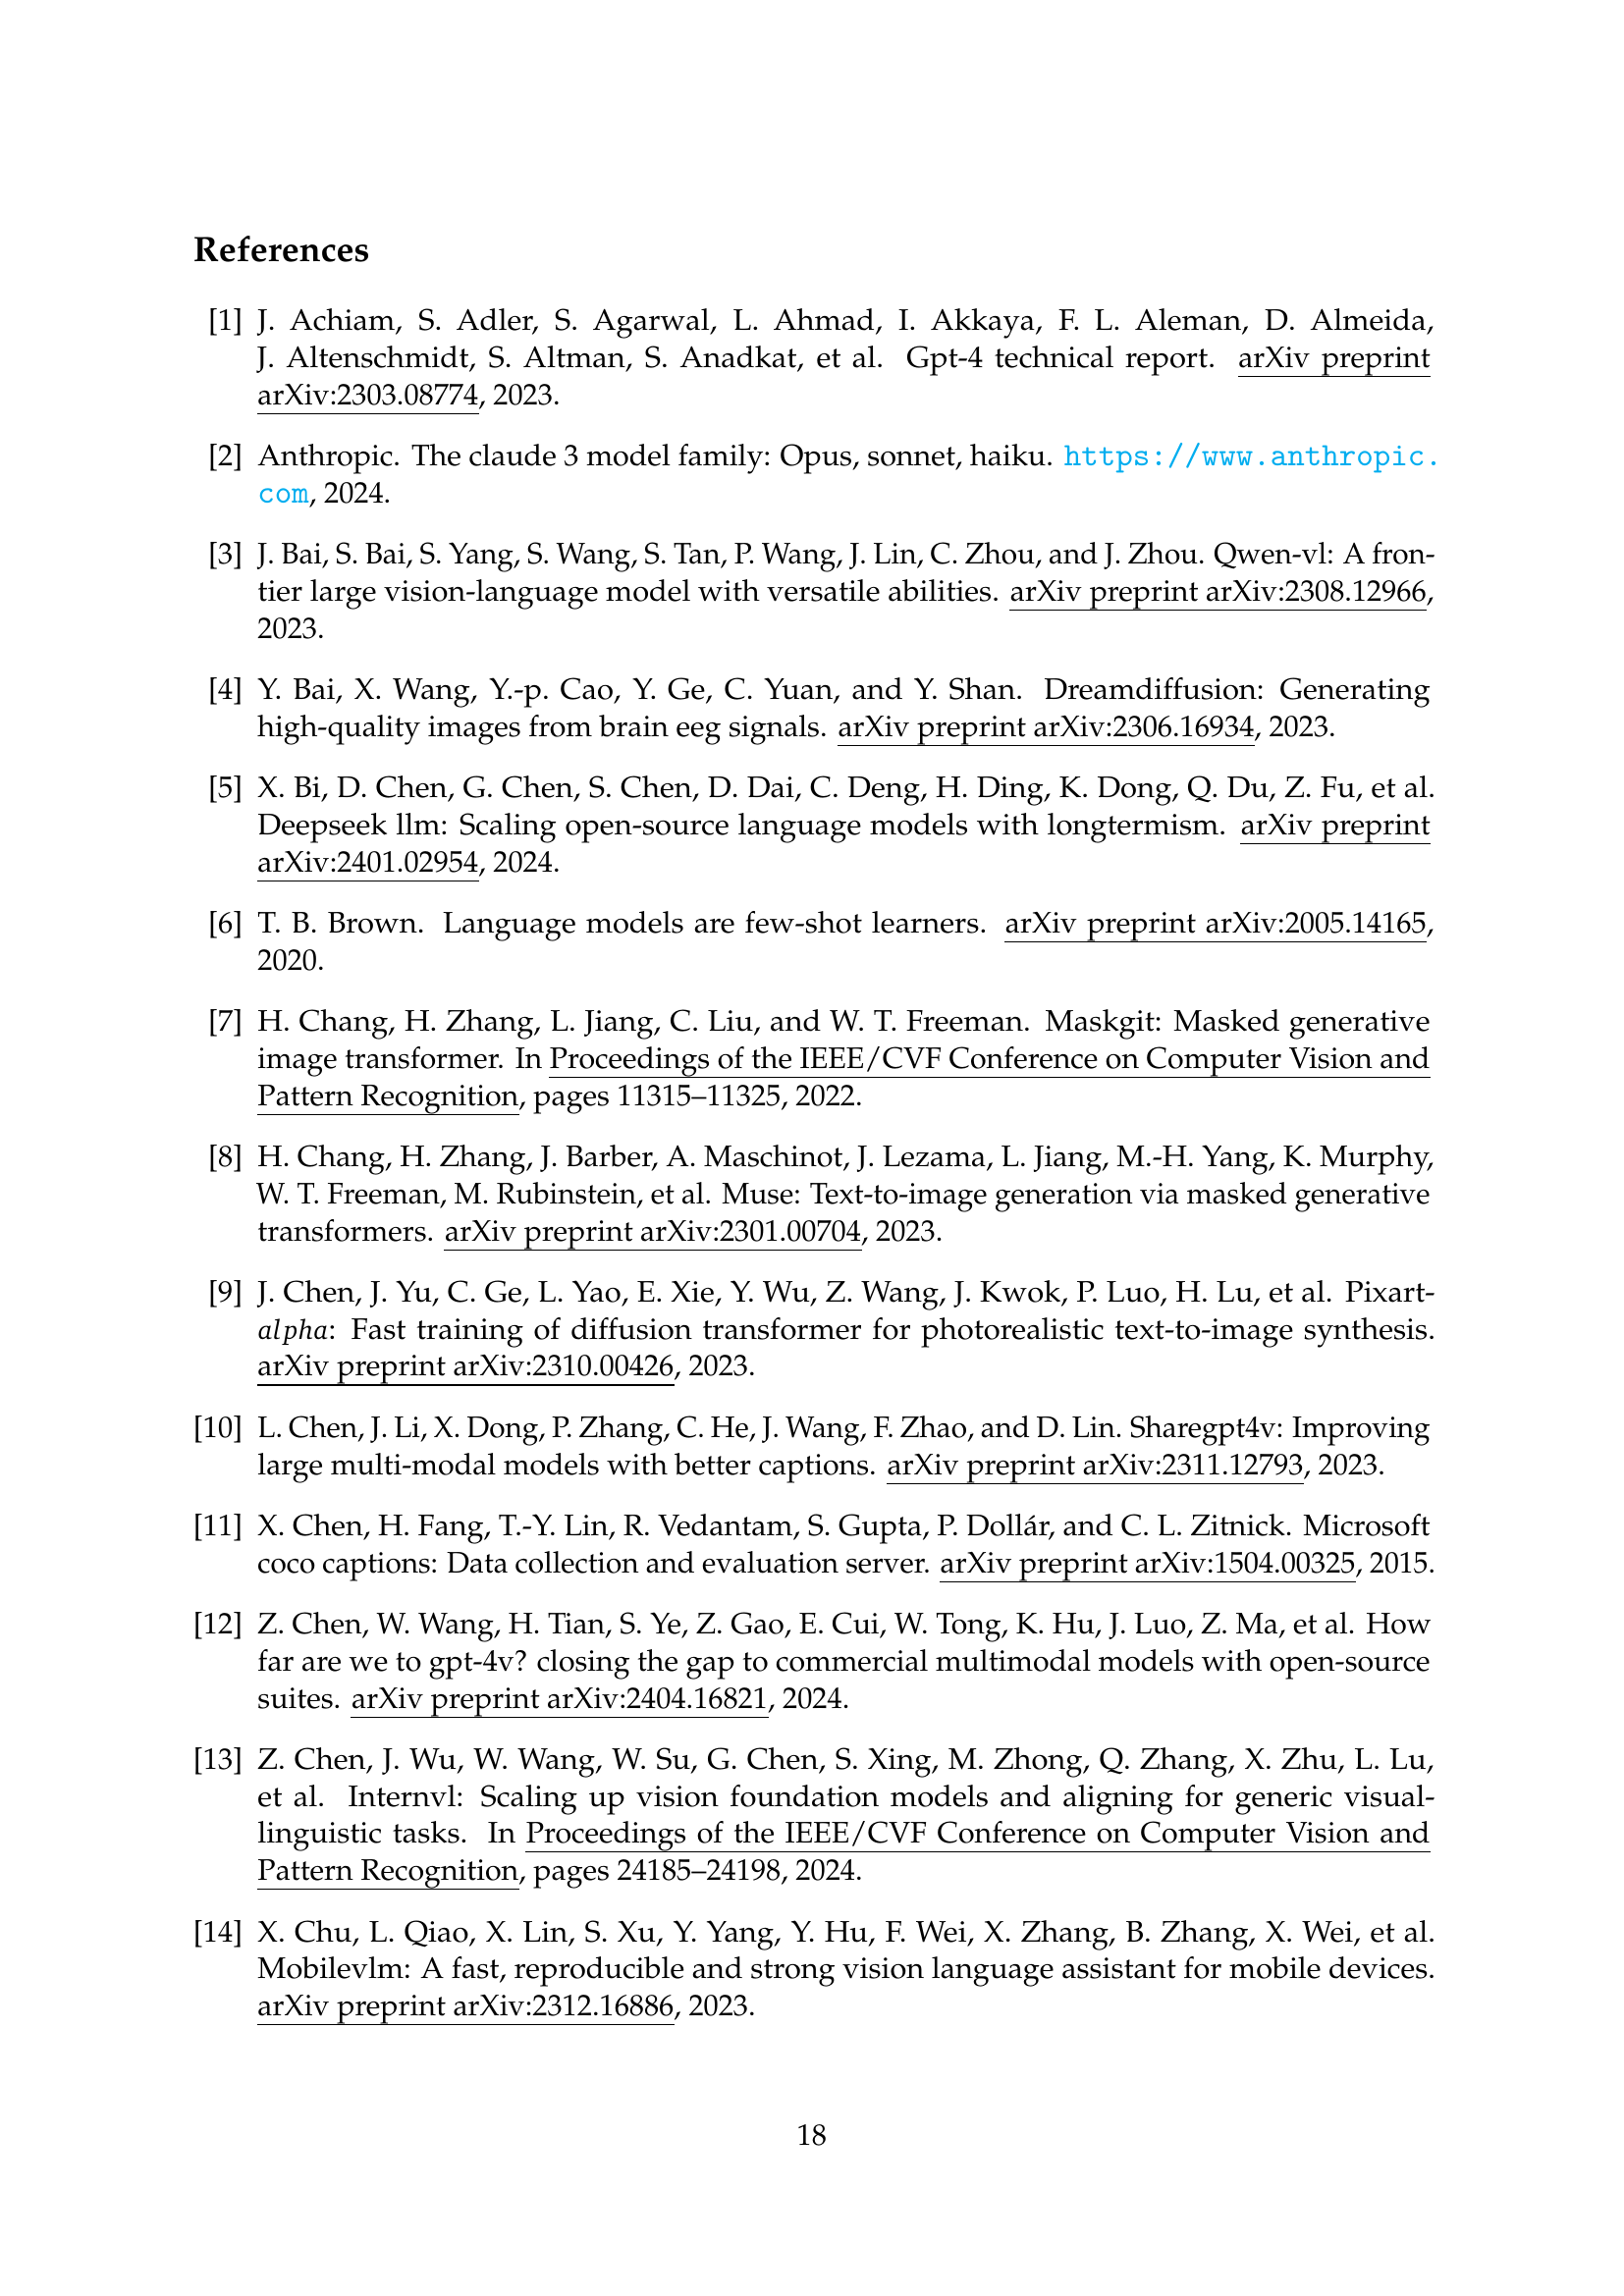 References
[1] J. Achiam, S. Adler, S. Agarwal, L. Ahmad, I. Akkaya, F. L. Aleman, D. Almeida,
J. Altenschmidt, S. Altman, S. Anadkat, et al. Gpt-4 technical report. arXiv preprint
arXiv:2303.08774, 2023.
[2] Anthropic. The claude 3 model family: Opus, sonnet, haiku. https://www.anthropic.
com, 2024.
[3] J. Bai, S. Bai, S. Yang, S. Wang, S. Tan, P. Wang, J. Lin, C. Zhou, and J. Zhou. Qwen-vl: A fron-
tier large vision-language model with versatile abilities. arXiv preprint arXiv:2308.12966,
2023.
[4] Y. Bai, X. Wang, Y.-p. Cao, Y. Ge, C. Yuan, and Y. Shan. Dreamdiffusion: Generating
high-quality images from brain eeg signals. arXiv preprint arXiv:2306.16934, 2023.
[5] X. Bi, D. Chen, G. Chen, S. Chen, D. Dai, C. Deng, H. Ding, K. Dong, Q. Du, Z. Fu, et al.
Deepseek llm: Scaling open-source language models with longtermism. arXiv preprint
arXiv:2401.02954, 2024.
[6] T. B. Brown. Language models are few-shot learners. arXiv preprint arXiv:2005.14165,
2020.
[7] H. Chang, H. Zhang, L. Jiang, C. Liu, and W. T. Freeman. Maskgit: Masked generative
image transformer. In Proceedings of the IEEE/CVF Conference on Computer Vision and
Pattern Recognition, pages 11315–11325, 2022.
[8] H. Chang, H. Zhang, J. Barber, A. Maschinot, J. Lezama, L. Jiang, M.-H. Yang, K. Murphy,
W. T. Freeman, M. Rubinstein, et al. Muse: Text-to-image generation via masked generative
transformers. arXiv preprint arXiv:2301.00704, 2023.
[9] J. Chen, J. Yu, C. Ge, L. Yao, E. Xie, Y. Wu, Z. Wang, J. Kwok, P. Luo, H. Lu, et al. Pixart-
alpha: Fast training of diffusion transformer for photorealistic text-to-image synthesis.
arXiv preprint arXiv:2310.00426, 2023.
[10] L. Chen, J. Li, X. Dong, P. Zhang, C. He, J. Wang, F. Zhao, and D. Lin. Sharegpt4v: Improving
large multi-modal models with better captions. arXiv preprint arXiv:2311.12793, 2023.
[11] X. Chen, H. Fang, T.-Y. Lin, R. Vedantam, S. Gupta, P. Dollár, and C. L. Zitnick. Microsoft
coco captions: Data collection and evaluation server. arXiv preprint arXiv:1504.00325, 2015.
[12] Z. Chen, W. Wang, H. Tian, S. Ye, Z. Gao, E. Cui, W. Tong, K. Hu, J. Luo, Z. Ma, et al. How
far are we to gpt-4v? closing the gap to commercial multimodal models with open-source
suites. arXiv preprint arXiv:2404.16821, 2024.
[13] Z. Chen, J. Wu, W. Wang, W. Su, G. Chen, S. Xing, M. Zhong, Q. Zhang, X. Zhu, L. Lu,
et al. Internvl: Scaling up vision foundation models and aligning for generic visual-
linguistic tasks. In Proceedings of the IEEE/CVF Conference on Computer Vision and
Pattern Recognition, pages 24185–24198, 2024.
[14] X. Chu, L. Qiao, X. Lin, S. Xu, Y. Yang, Y. Hu, F. Wei, X. Zhang, B. Zhang, X. Wei, et al.
Mobilevlm: A fast, reproducible and strong vision language assistant for mobile devices.
arXiv preprint arXiv:2312.16886, 2023.
18